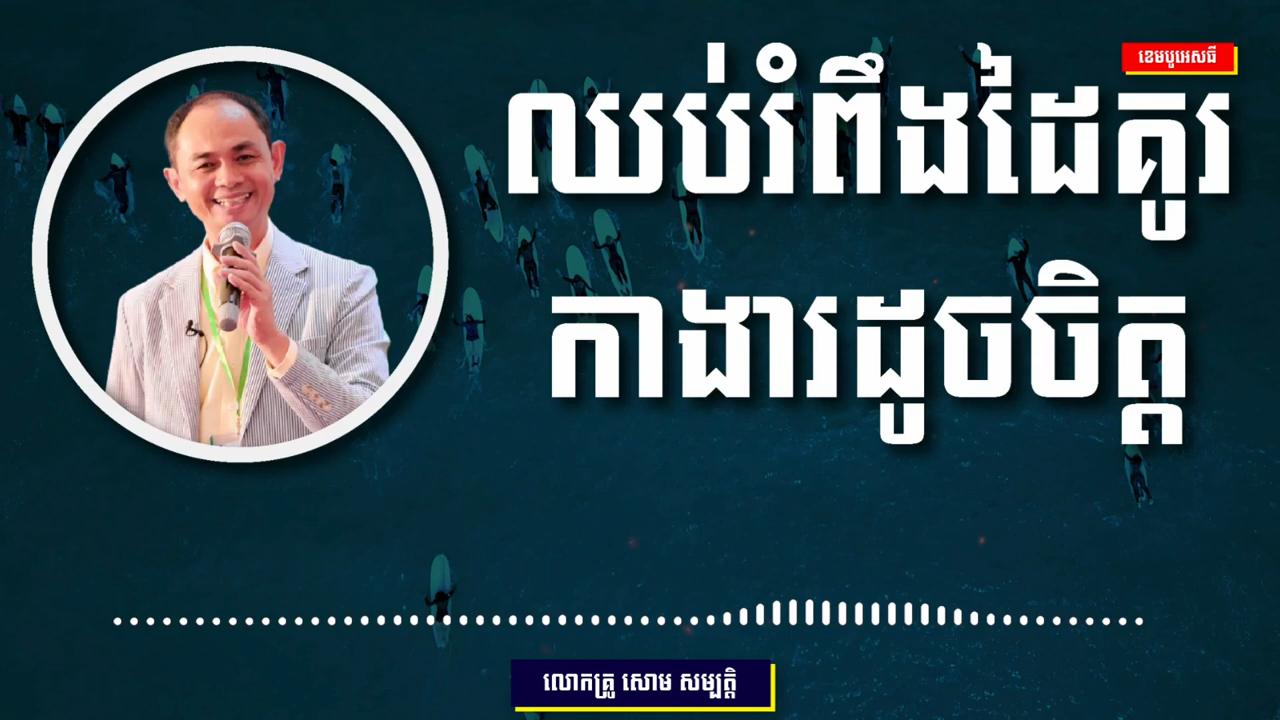 ខេមបូអេសធី
ឈប់រំពឹងដៃគូរ
កាងារដូចចិត្ត
លោកគ្រូ សោម សម្បត្តិ